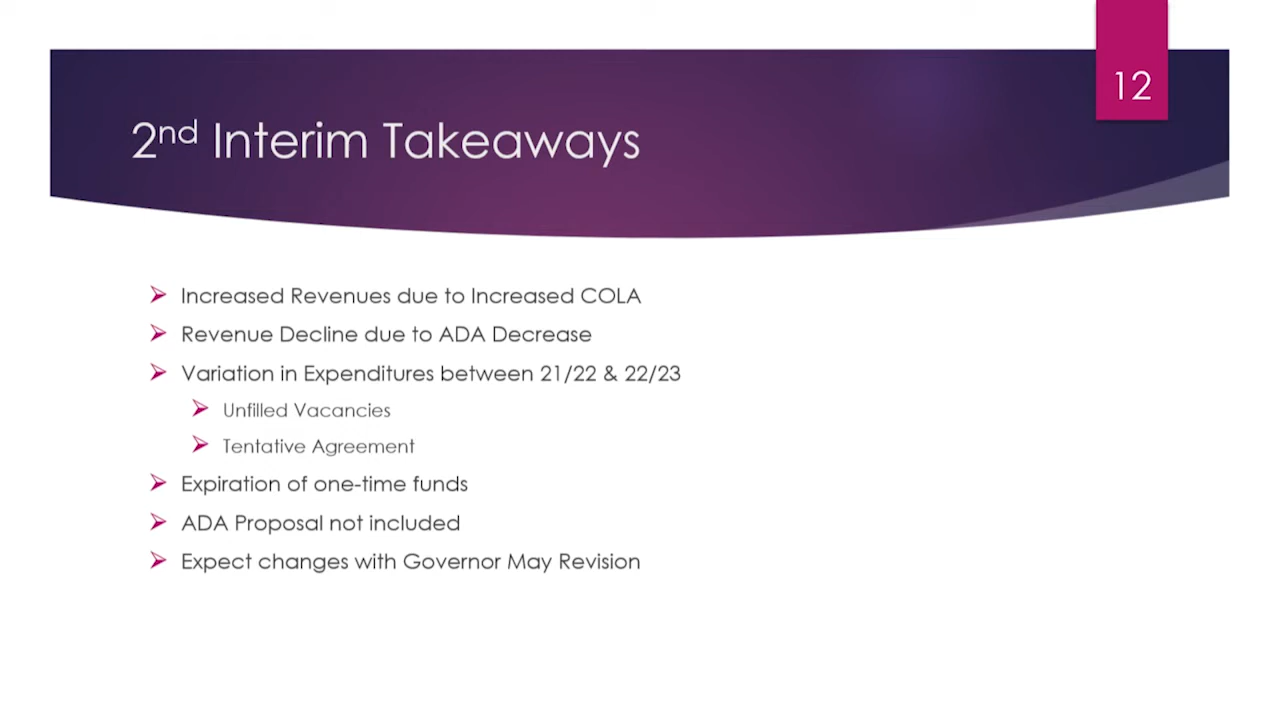 12
2nd Interim Takeaways
Increased Revenues due to Increased COLA
Revenue Decline due to ADA Decrease
Variation in Expenditures between 21/22 & 22/23
Unfilled Vacancies
Tentative Agreement
Expiration of one-time funds
ADA Proposal not included
Expect changes with Governor May Revision